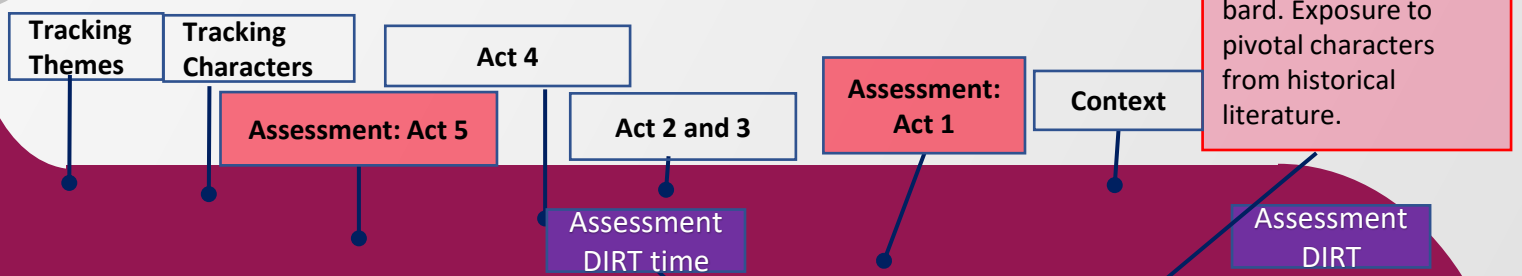 Tracking
Themes
Tracking
Characters
Assessment: Act 5
Act 4
Act 2 and 3
Assessment
DIRT time
Assessment:
Act 1
Context
bard. Exposure to
pivotal characters
from historical
literature.
Assessment
DIRT